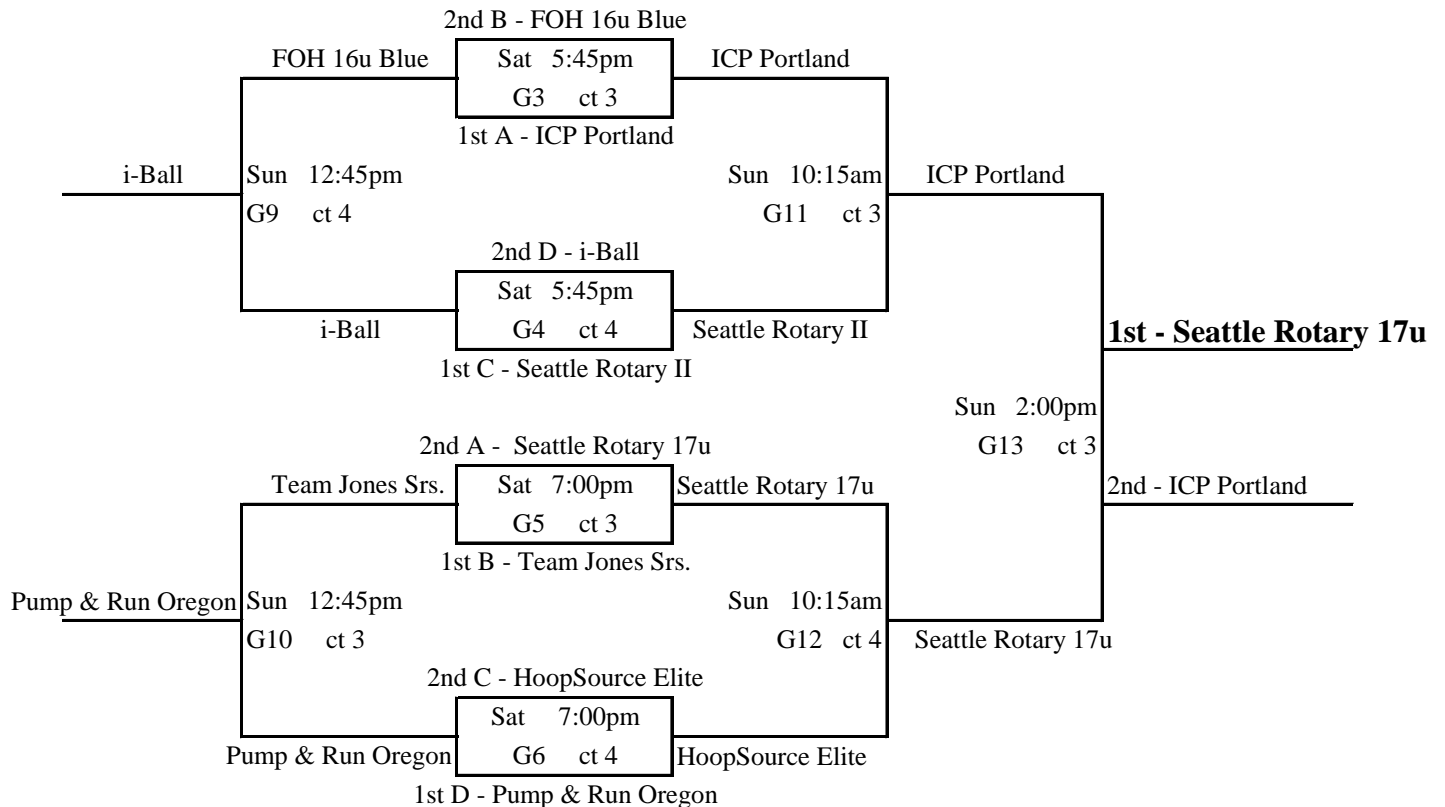 2nd B - FOH 16u Blue
FOH 16u Blue Sat 5:45pm ICP Portland
G3 ct 3
1st A - ICP Portland
i-Ball Sun 12:45pm Sun 10:15am ICP Portland
G9 ct 4 G11 ct 3
2nd D - i-Ball
Sat 5:45pm
i-Ball G4 ct 4 Seattle Rotary II 1st - Seattle Rotary 17u
1st C - Seattle Rotary II
Sun 2:00pm
2nd A - Seattle Rotary 17u G13 ct 3
Team Jones Srs. Sat 7:00pm Seattle Rotary 17u 2nd - ICP Portland
G5 ct 3
1st B - Team Jones Srs.
Pump & Run Oregon Sun 12:45pm Sun 10:15am
G10 ct 3 G12 ct 4 Seattle Rotary 17u
2nd C - HoopSource Elite
Sat 7:00pm
Pump & Run Oregon G6 ct 4 HoopSource Elite
1st D - Pump & Run Oregon